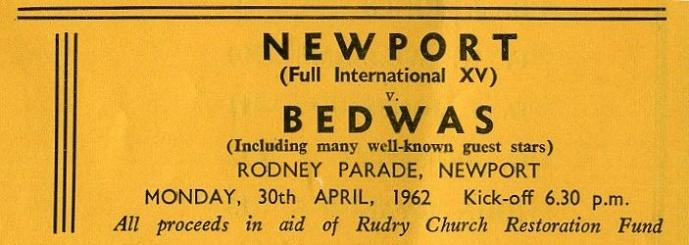 NEWPORT
(Full International XV)
v.
BEDWAS
(Including many well-known guest stars)
RODNEY PARADE, NEWPORT
MONDAY, 30th APRIL, 1962 Kick-off 6.30 p.m.
All proceeds in aid of Rudry Church Restoration Fund